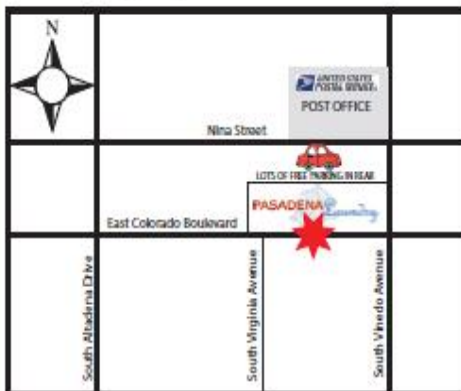 N
UNITED STATES
POSTAL SERVICE
POST OFFICE
Nina Street
LOTS OF FREE PARKING IN REAR
PASADENA Laundry
East Colorado Boulevard
South Altadena Drive
South Virginia Avenue
South Vinedo Avenue